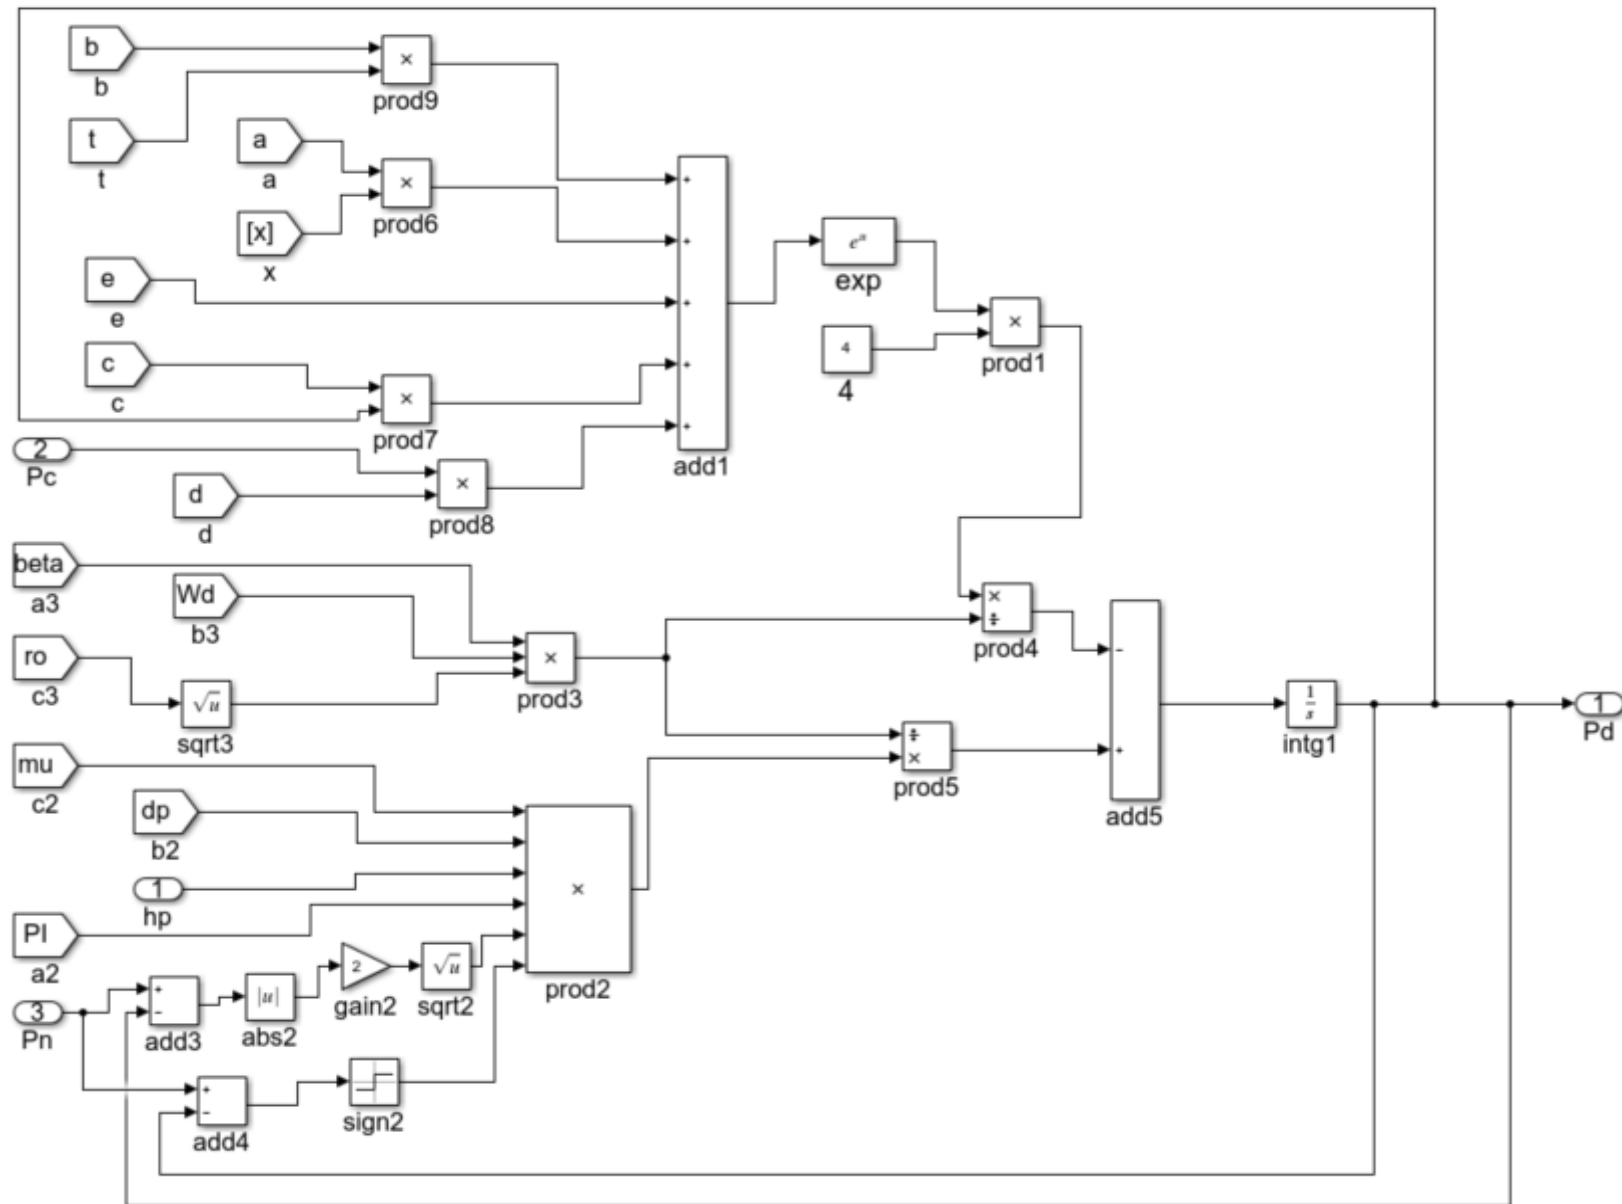 b
b
×
prod9
t
t
a
a
×
prod6
[x]
x
e
e
c
c
×
prod7
2
Pc
d
d
×
prod8
+
+
+
+
+
add1
eᵘ
exp
4
4
×
prod1
beta
a3
Wd
b3
ro
c3
√u
sqrt3
×
prod3
×
÷
prod4
÷
×
prod5
-
+
add5
1
s
intg1
1
Pd
mu
c2
dp
b2
1
hp
PI
a2
×
prod2
3
Pn
+
-
add3
|u|
abs2
2
gain2
√u
sqrt2
+
-
add4
sign2